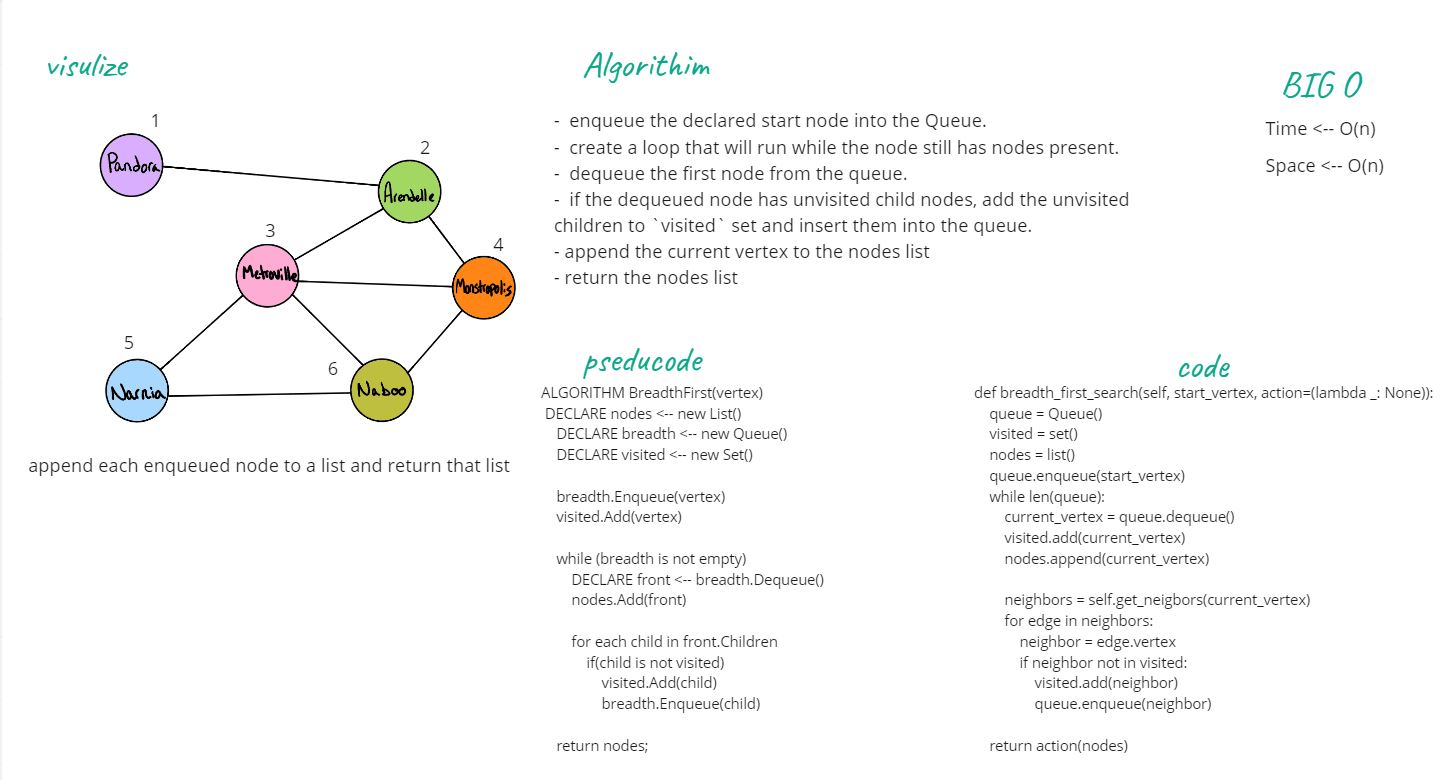 visulize
1
Pandora
2
Arendelle
3
Metroville
4
Monstropolis
5
Narnia
6
Naboo
append each enqueued node to a list and return that list
Algorithim
- enqueue the declared start node into the Queue.
- create a loop that will run while the node still has nodes present.
- dequeue the first node from the queue.
- if the dequeued node has unvisited child nodes, add the unvisited
children to `visited` set and insert them into the queue.
- append the current vertex to the nodes list
- return the nodes list
BIG O
Time <-- O(n)
Space <-- O(n)
pseducode
ALGORITHM BreadthFirst(vertex)
DECLARE nodes <-- new List()
DECLARE breadth <-- new Queue()
DECLARE visited <-- new Set()
breadth.Enqueue(vertex)
visited.Add(vertex)
while (breadth is not empty)
DECLARE front <-- breadth.Dequeue()
nodes.Add(front)
for each child in front.Children
if(child is not visited)
visited.Add(child)
breadth.Enqueue(child)
return nodes;
code
def breadth_first_search(self, start_vertex, action=(lambda _: None)):
queue = Queue()
visited = set()
nodes = list()
queue.enqueue(start_vertex)
while len(queue):
current_vertex = queue.dequeue()
visited.add(current_vertex)
nodes.append(current_vertex)
neighbors = self.get_neigbors(current_vertex)
for edge in neighbors:
neighbor = edge.vertex
if neighbor not in visited:
visited.add(neighbor)
queue.enqueue(neighbor)
return action(nodes)